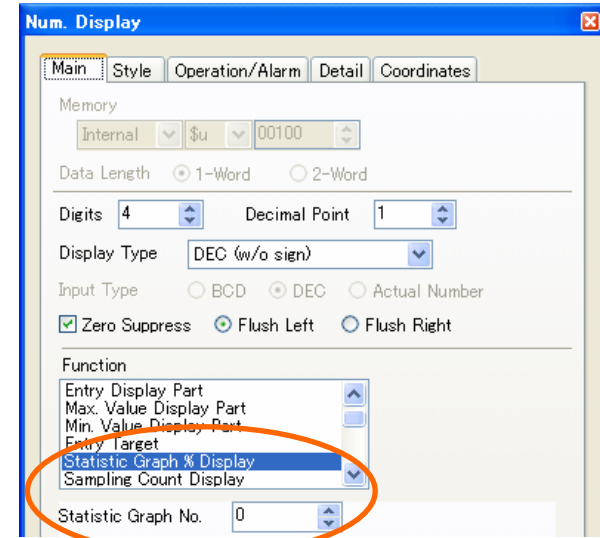 Num. Display
Main Style Operation/Alarm Detail Coordinates
Memory
Internal $u 00100
Data Length 1-Word 2-Word
Digits 4 Decimal Point 1
Display Type DEC (w/o sign)
Input Type BCD DEC Actual Number
Zero Suppress Flush Left Flush Right
Function
Entry Display Part
Max. Value Display Part
Min. Value Display Part
Entry Target
Statistic Graph % Display
Sampling Count Display
Statistic Graph No. 0